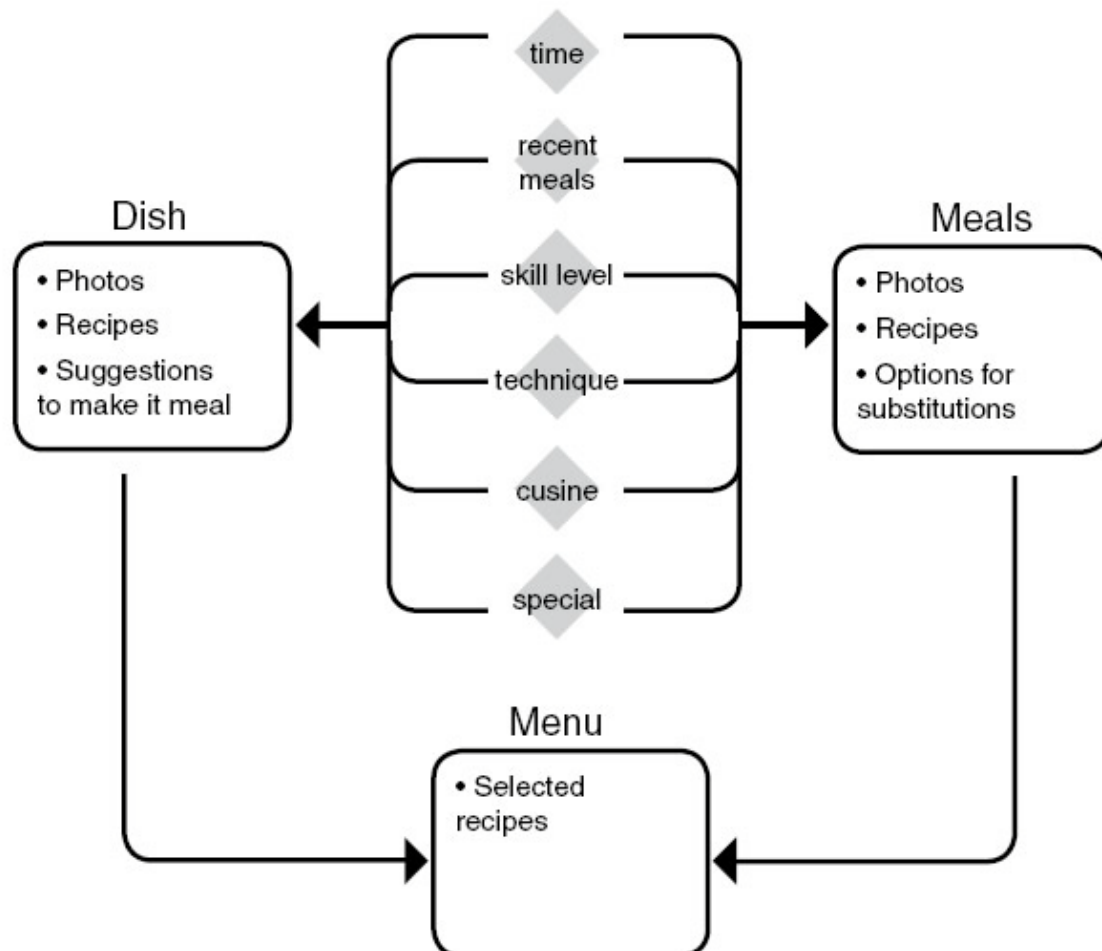 time
recent
meals
skill level
technique
cusine
special
Dish
• Photos
• Recipes
• Suggestions
to make it meal
Meals
• Photos
• Recipes
• Options for
substitutions
Menu
• Selected
recipes